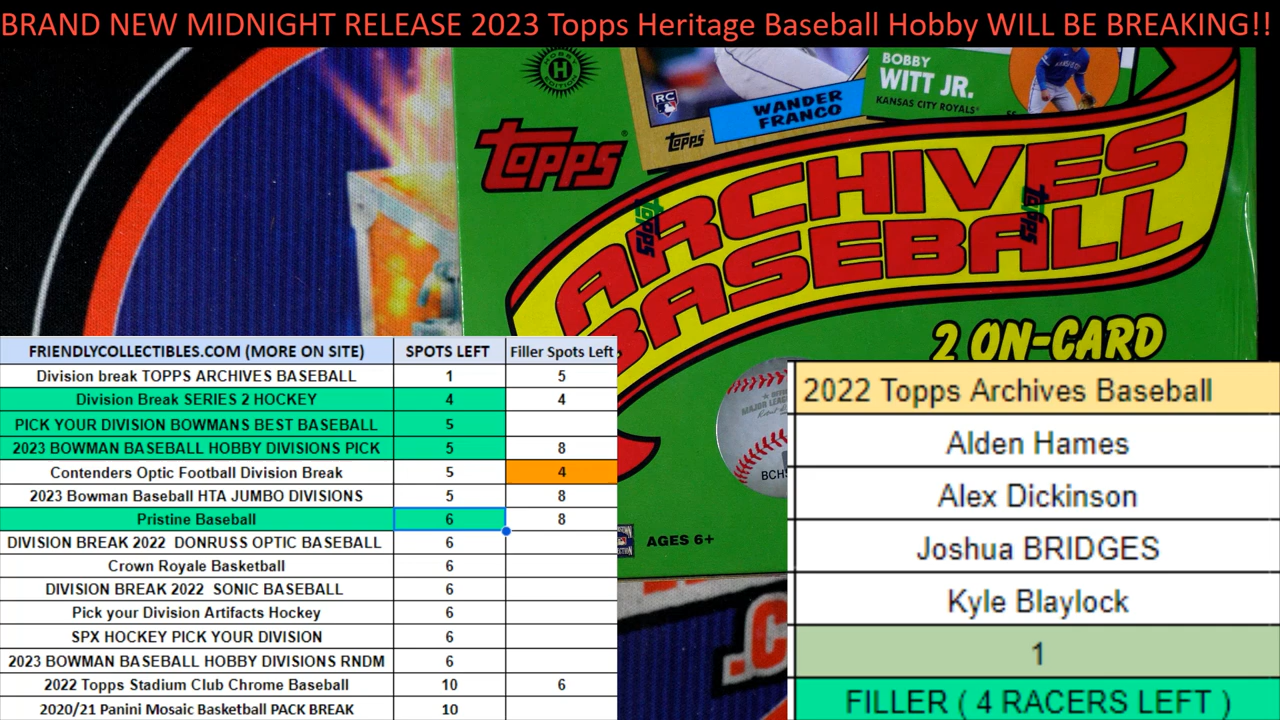 BRAND NEW MIDNIGHT RELEASE 2023 Topps Heritage Baseball Hobby WILL BE BREAKING!!
HOBBY
H
EDITION
RC
WANDER
FRANCO
Topps
BOBBY
WITT JR.
KANSAS CITY ROYALS
Topps
ARCHIVES
BASEBALL
2 ON-CARD
AGES 6+
FRIENDLYCOLLECTIBLES.COM (MORE ON SITE) SPOTS LEFT Filler Spots Left
Division break TOPPS ARCHIVES BASEBALL 1 5
Division Break SERIES 2 HOCKEY 4 4
PICK YOUR DIVISION BOWMANS BEST BASEBALL 5
2023 BOWMAN BASEBALL HOBBY DIVISIONS PICK 5 8
Contenders Optic Football Division Break 5 4
2023 Bowman Baseball HTA JUMBO DIVISIONS 5 8
Pristine Baseball 6 8
DIVISION BREAK 2022 DONRUSS OPTIC BASEBALL 6
Crown Royale Basketball 6
DIVISION BREAK 2022 SONIC BASEBALL 6
Pick your Division Artifacts Hockey 6
SPX HOCKEY PICK YOUR DIVISION 6
2023 BOWMAN BASEBALL HOBBY DIVISIONS RNDM 6
2022 Topps Stadium Club Chrome Baseball 10 6
2020/21 Panini Mosaic Basketball PACK BREAK 10
2022 Topps Archives Baseball
Alden Hames
Alex Dickinson
Joshua BRIDGES
Kyle Blaylock
1
FILLER ( 4 RACERS LEFT )
.C